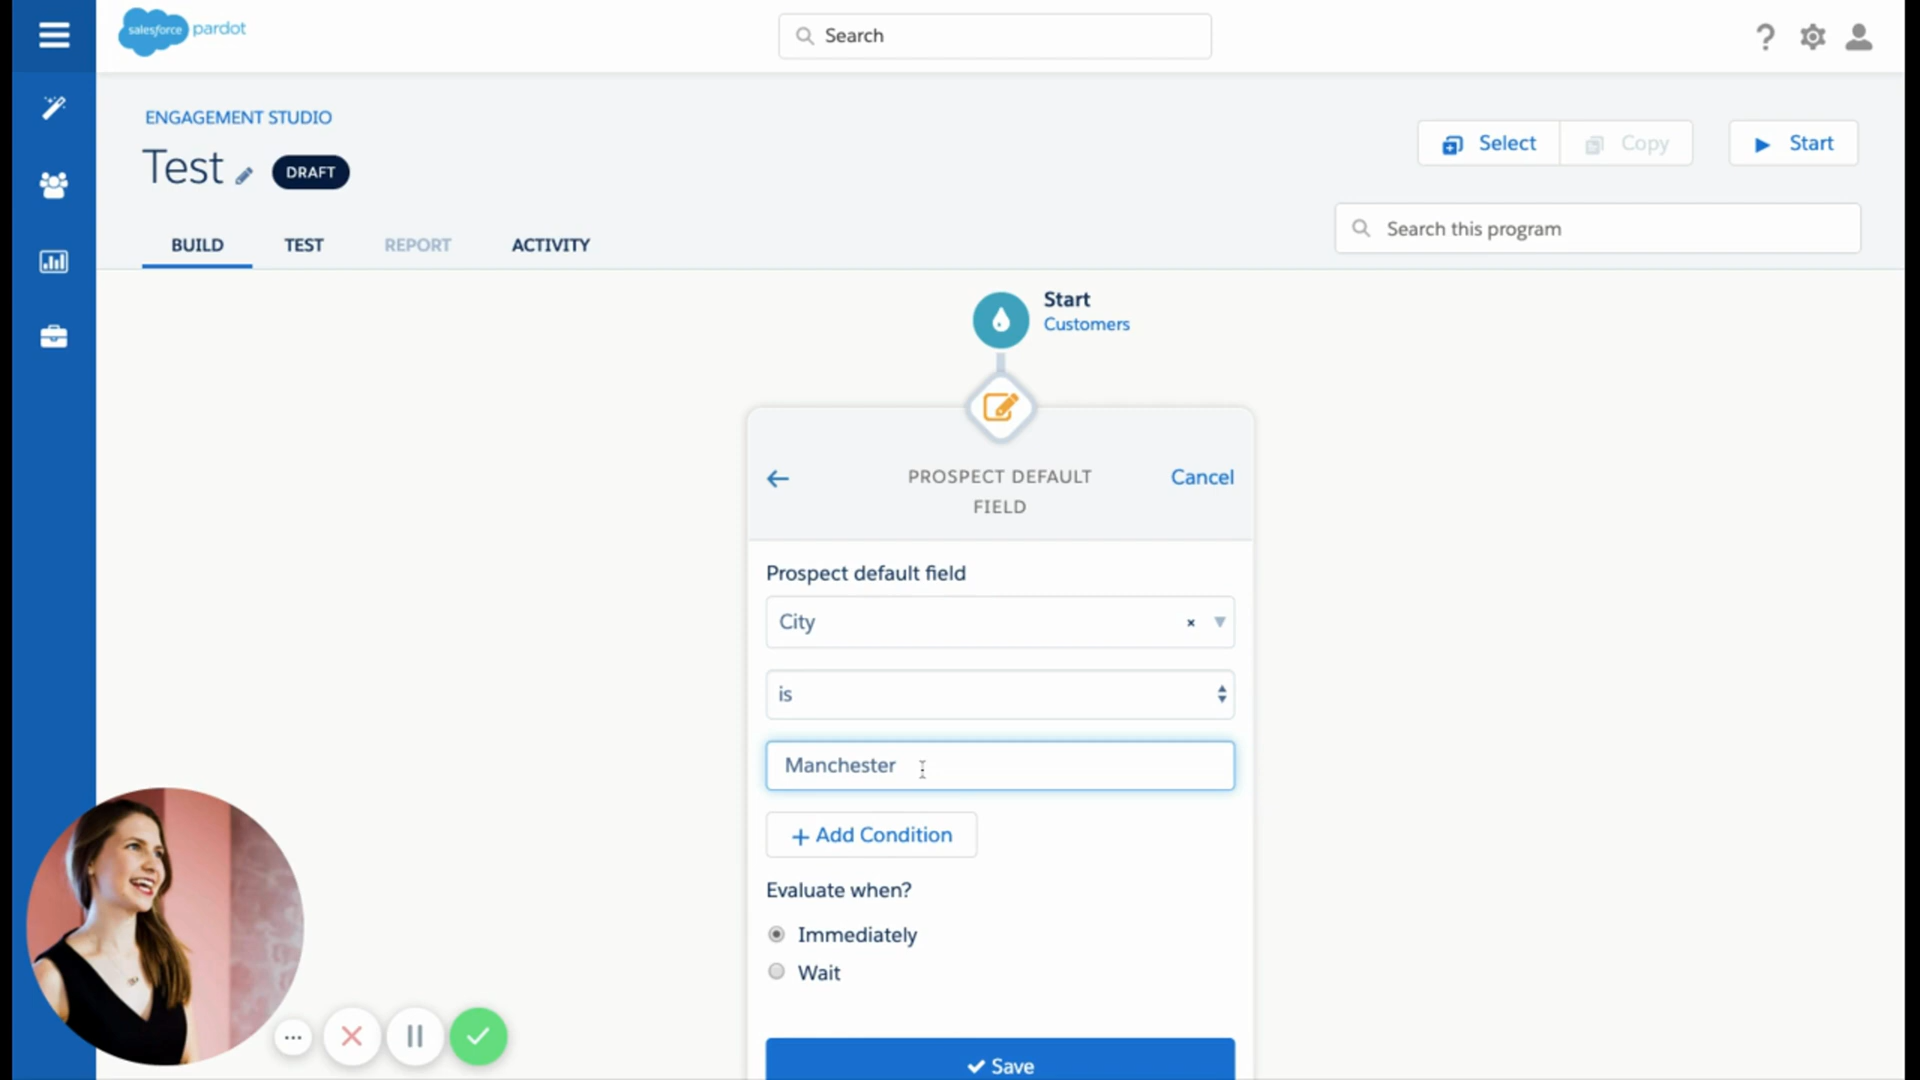 salesforce pardot
Search
ENGAGEMENT STUDIO
Test DRAFT
Select Copy Start
Search this program
BUILD TEST REPORT ACTIVITY
Start
Customers
PROSPECT DEFAULT
FIELD
Cancel
Prospect default field
City
is
Manchester
+ Add Condition
Evaluate when?
Immediately
Wait
Save